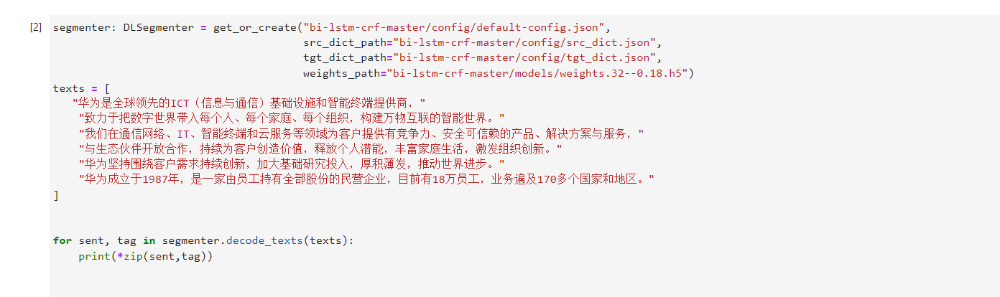 [2] segmenter: DLSegmenter = get_or_create("bi-lstm-crf-master/config/default-config.json",
src_dict_path="bi-lstm-crf-master/config/src_dict.json",
tgt_dict_path="bi-lstm-crf-master/config/tgt_dict.json",
weights_path="bi-lstm-crf-master/models/weights.32--0.18.h5")
texts = [
"华为是全球领先的ICT（信息与通信）基础设施和智能终端提供商，"
"致力于把数字世界带入每个人、每个家庭、每个组织，构建万物互联的智能世界。"
"我们在通信网络、IT、智能终端和云服务等领域为客户提供有竞争力、安全可信赖的产品、解决方案与服务，"
"与生态伙伴开放合作，持续为客户创造价值，释放个人潜能，丰富家庭生活，激发组织创新。"
"华为坚持围绕客户需求持续创新，加大基础研究投入，厚积薄发，推动世界进步。"
"华为成立于1987年，是一家由员工持有全部股份的民营企业，目前有18万员工，业务遍及170多个国家和地区。"
]
for sent, tag in segmenter.decode_texts(texts):
print(*zip(sent,tag))